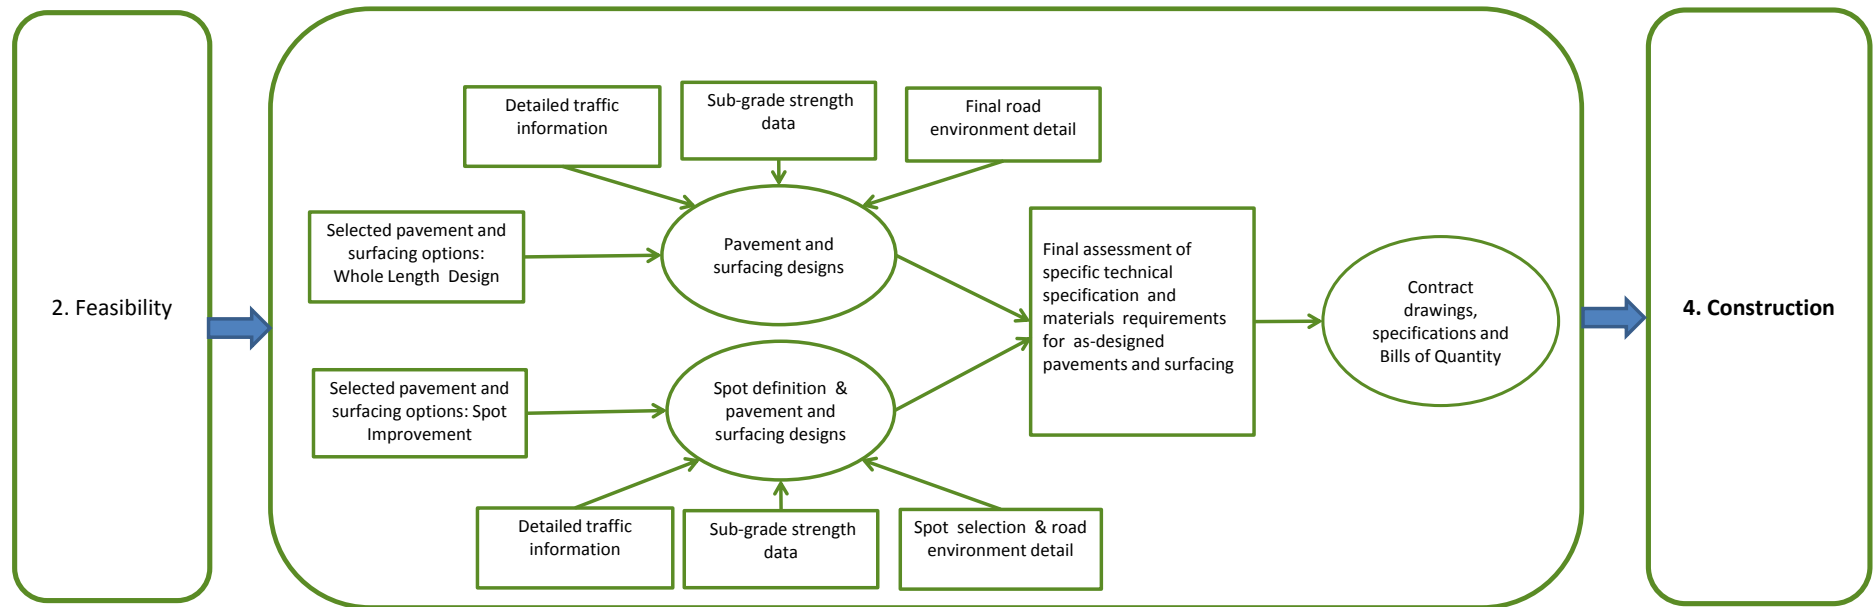 2. Feasibility
Detailed traffic
information
Sub-grade strength
data
Final road
environment detail
Selected pavement and
surfacing options:
Whole Length Design
Pavement and
surfacing designs
Selected pavement and
surfacing options: Spot
Improvement
Spot definition &
pavement and
surfacing designs
Detailed traffic
information
Sub-grade strength
data
Spot selection & road
environment detail
Final assessment of
specific technical
specification and
materials requirements
for as-designed
pavements and surfacing
Contract
drawings,
specifications and
Bills of Quantity
4. Construction